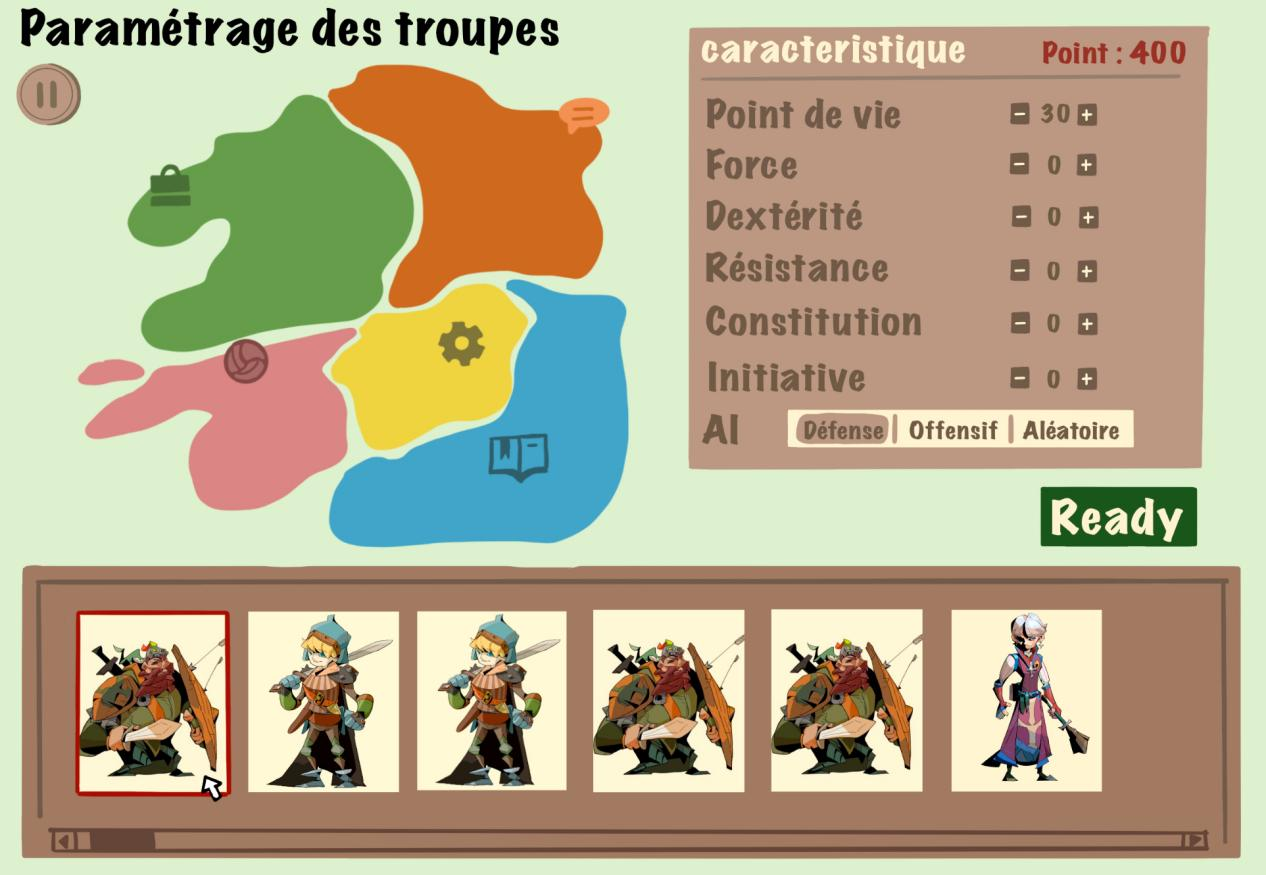 Paramétrage des troupes
caracteristique Point : 400
Point de vie - 30 +
Force - 0 +
Dextérité - 0 +
Résistance - 0 +
Constitution - 0 +
Initiative - 0 +
AI Défense | Offensif | Aléatoire
Ready